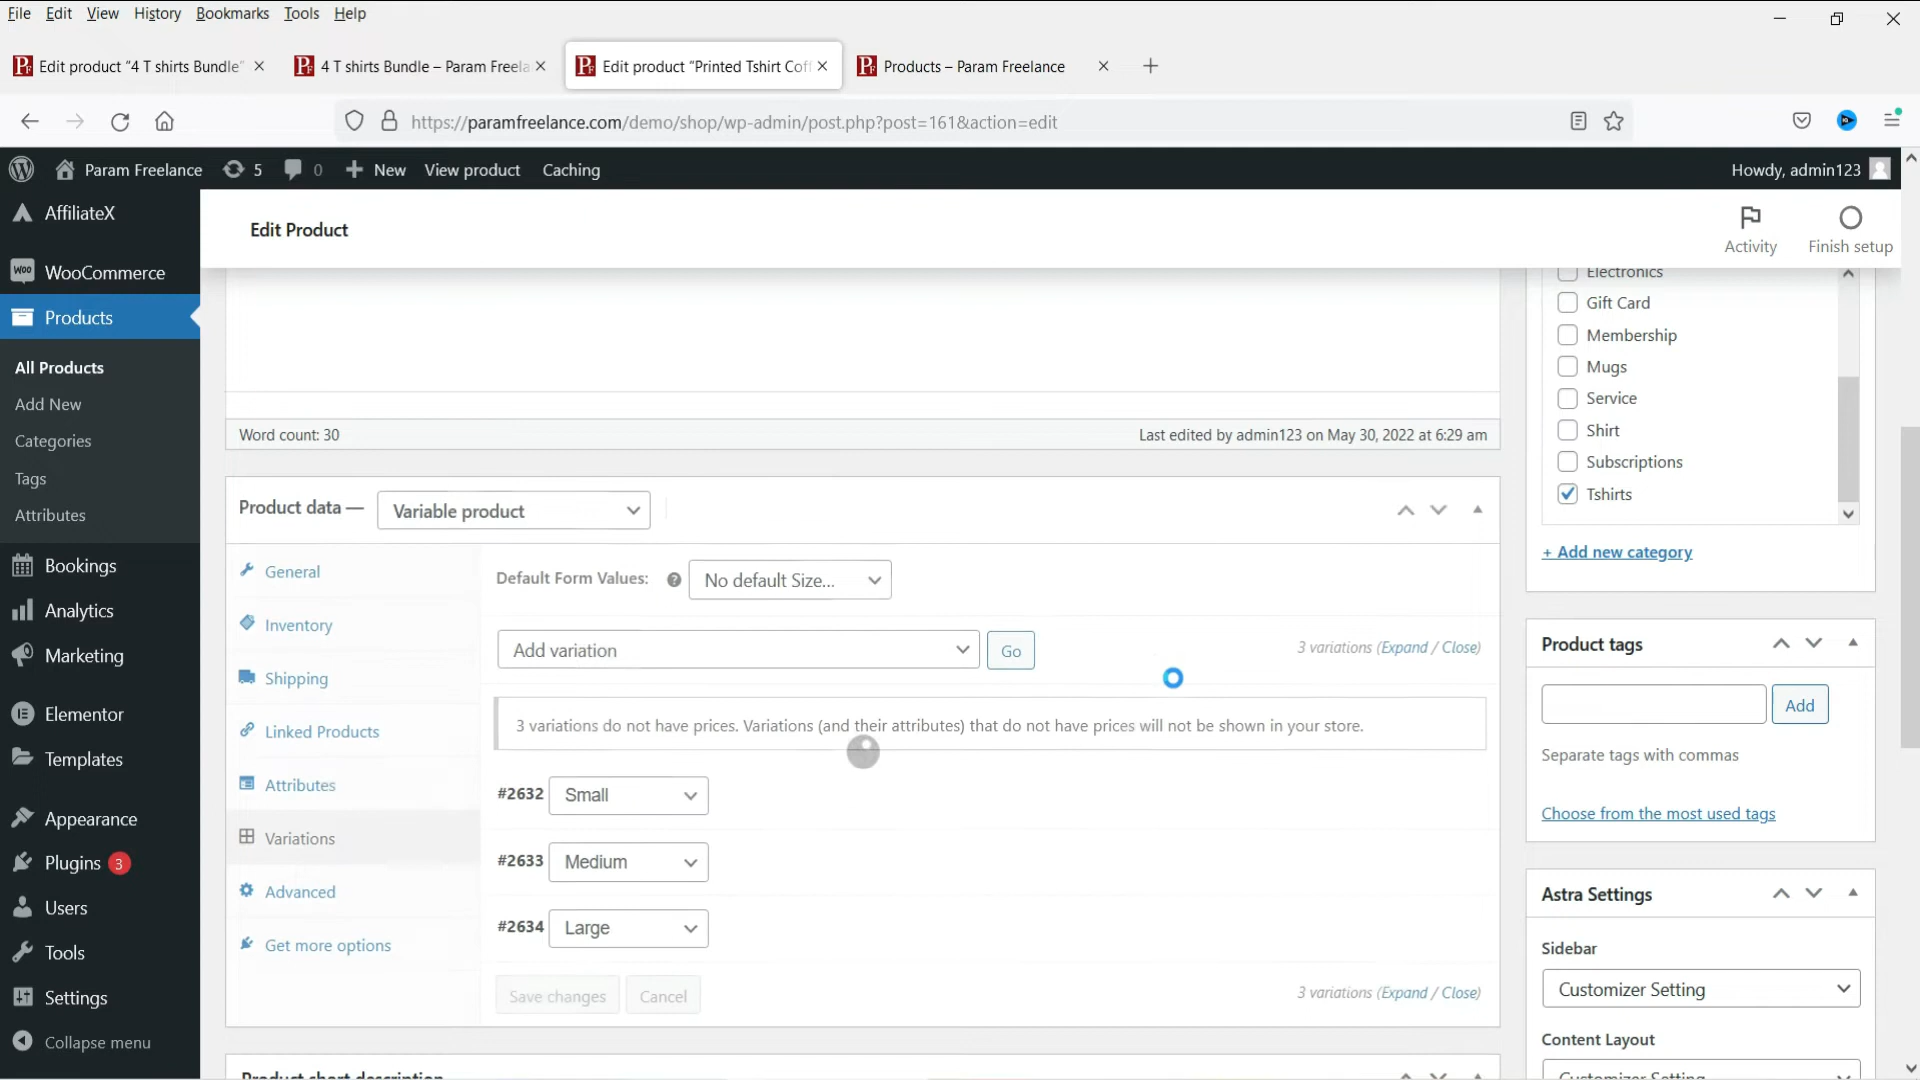 File Edit View History Bookmarks Tools Help
Edit product "4 T shirts Bundle"
4 T shirts Bundle – Param Freela
Edit product "Printed Tshirt Coff
Products – Param Freelance
https://paramfreelance.com/demo/shop/wp-admin/post.php?post=161&action=edit
Param Freelance 5 0 New View product Caching
Howdy, admin123
AffiliateX
WooCommerce
Products
All Products
Add New
Categories
Tags
Attributes
Bookings
Analytics
Marketing
Elementor
Templates
Appearance
Plugins 3
Users
Tools
Settings
Collapse menu
Edit Product
Activity
Finish setup
Word count: 30
Last edited by admin123 on May 30, 2022 at 6:29 am
Product data —
Variable product
General
Inventory
Shipping
Linked Products
Attributes
Variations
Advanced
Get more options
Default Form Values: ? No default Size...
Add variation
Go
3 variations (Expand / Close)
3 variations do not have prices. Variations (and their attributes) that do not have prices will not be shown in your store.
#2632 Small
#2633 Medium
#2634 Large
Save changes
Cancel
3 variations (Expand / Close)
Product short description
Electronics
Gift Card
Membership
Mugs
Service
Shirt
Subscriptions
Tshirts
+ Add new category
Product tags
Add
Separate tags with commas
Choose from the most used tags
Astra Settings
Sidebar
Customizer Setting
Content Layout
Customizer Setting